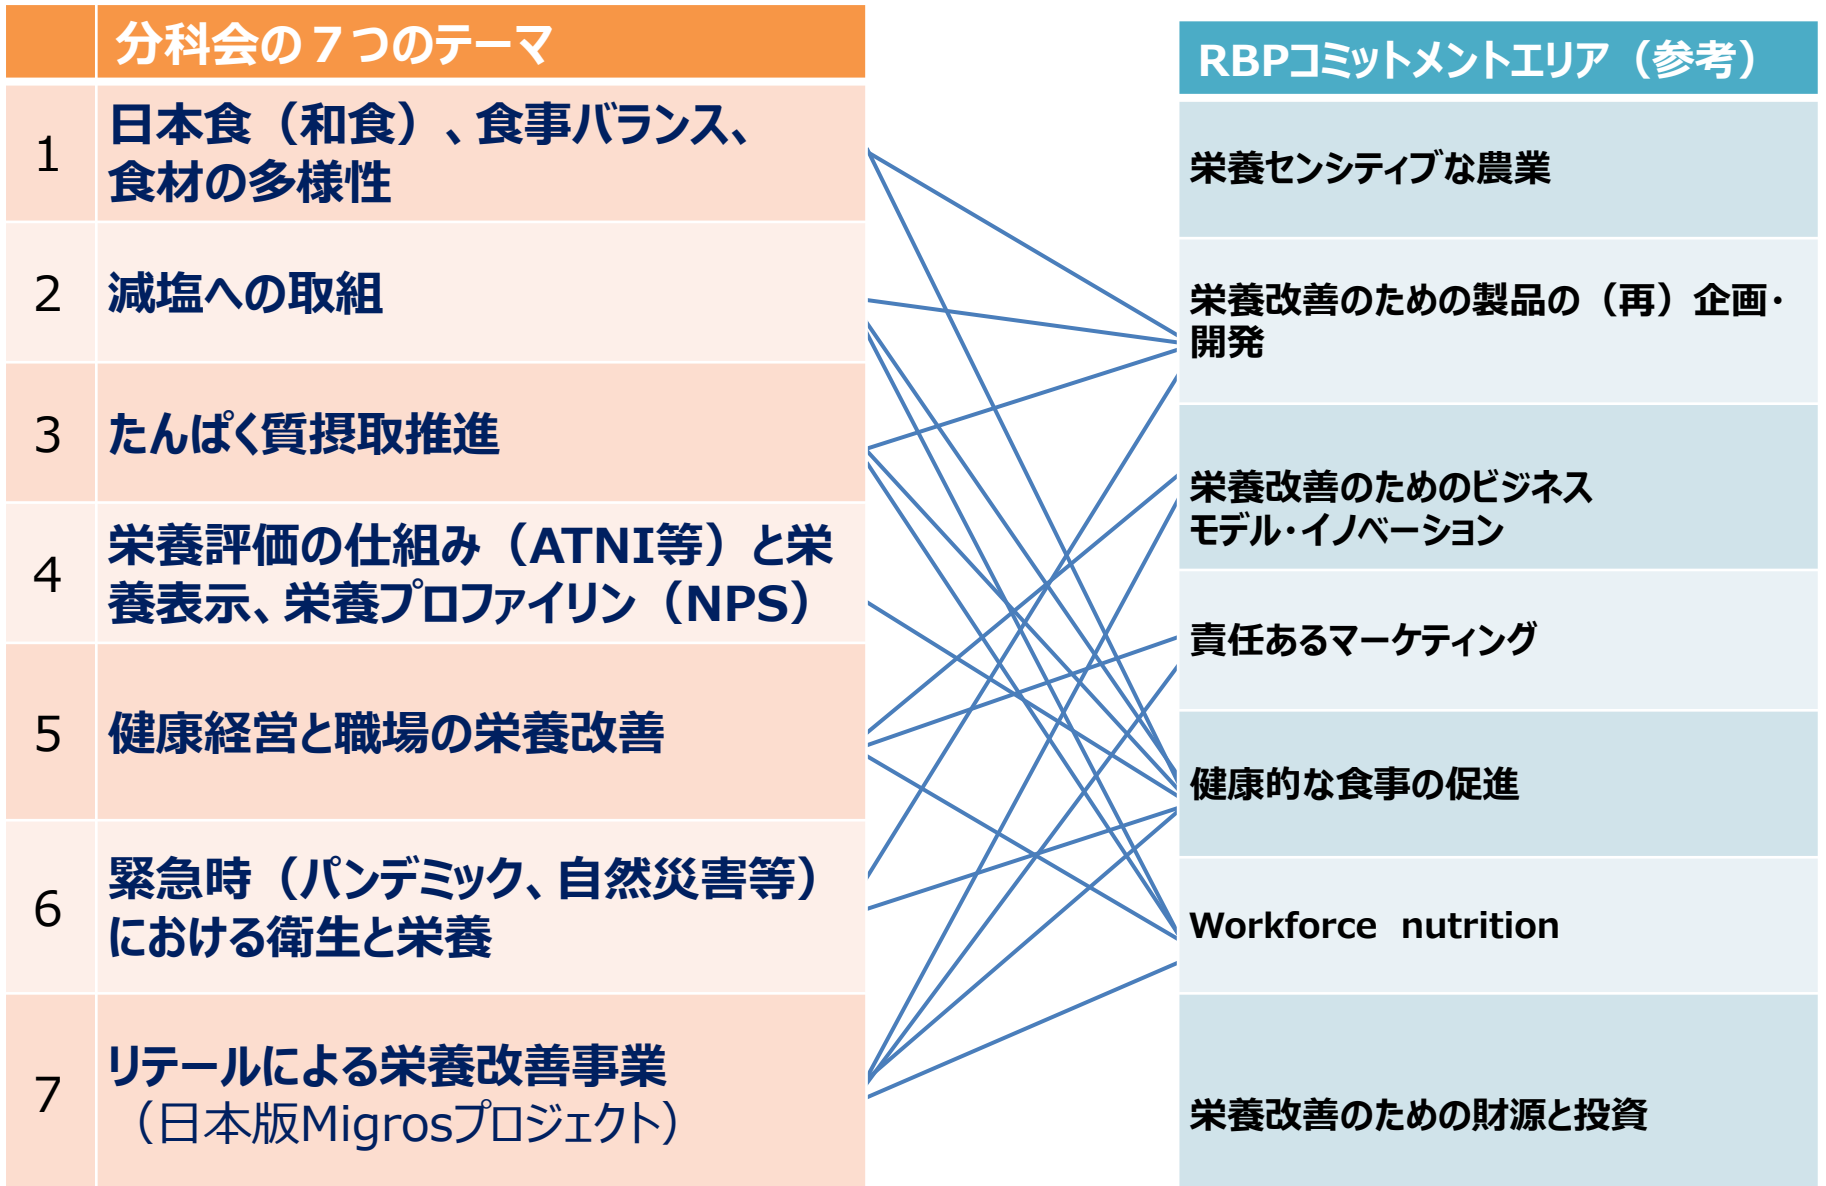 分科会の７つのテーマ
1
日本食（和食）、食事バランス、
食材の多様性
2
減塩への取組
3
たんぱく質摂取推進
4
栄養評価の仕組み（ATNI等）と栄
養表示、栄養プロファイリン（NPS）
5
健康経営と職場の栄養改善
6
緊急時（パンデミック、自然災害等）
における衛生と栄養
7
リテールによる栄養改善事業
（日本版Migrosプロジェクト）
RBPコミットメントエリア（参考）
栄養センシティブな農業
栄養改善のための製品の（再）企画・
開発
栄養改善のためのビジネス
モデル・イノベーション
責任あるマーケティング
健康的な食事の促進
Workforce　nutrition
栄養改善のための財源と投資